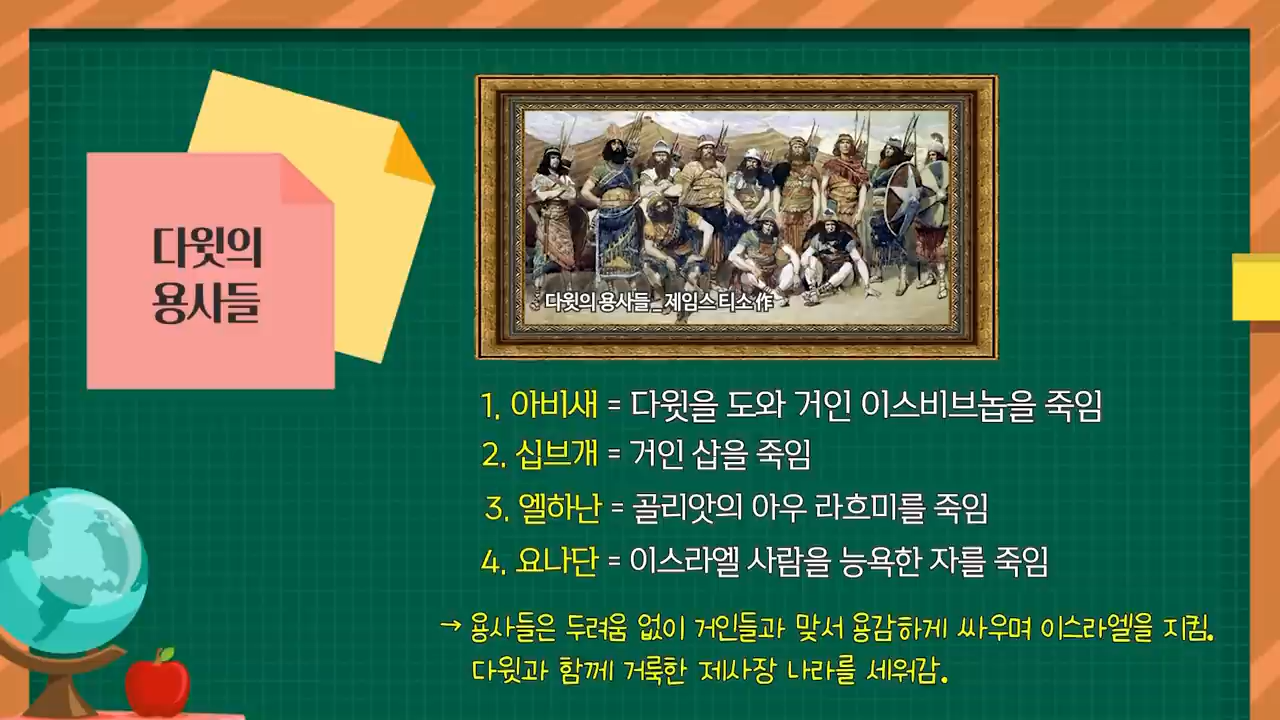 다윗의
용사들
다윗의 용사들_ 제임스 티소作
1. 아비새 = 다윗을 도와 거인 이스비브놉을 죽임
2. 십브개 = 거인 삽을 죽임
3. 엘하난 = 골리앗의 아우 라흐미를 죽임
4. 요나단 = 이스라엘 사람을 능욕한 자를 죽임
→ 용사들은 두려움 없이 거인들과 맞서 용감하게 싸우며 이스라엘을 지킴.
다윗과 함께 거룩한 제사장 나라를 세워감.